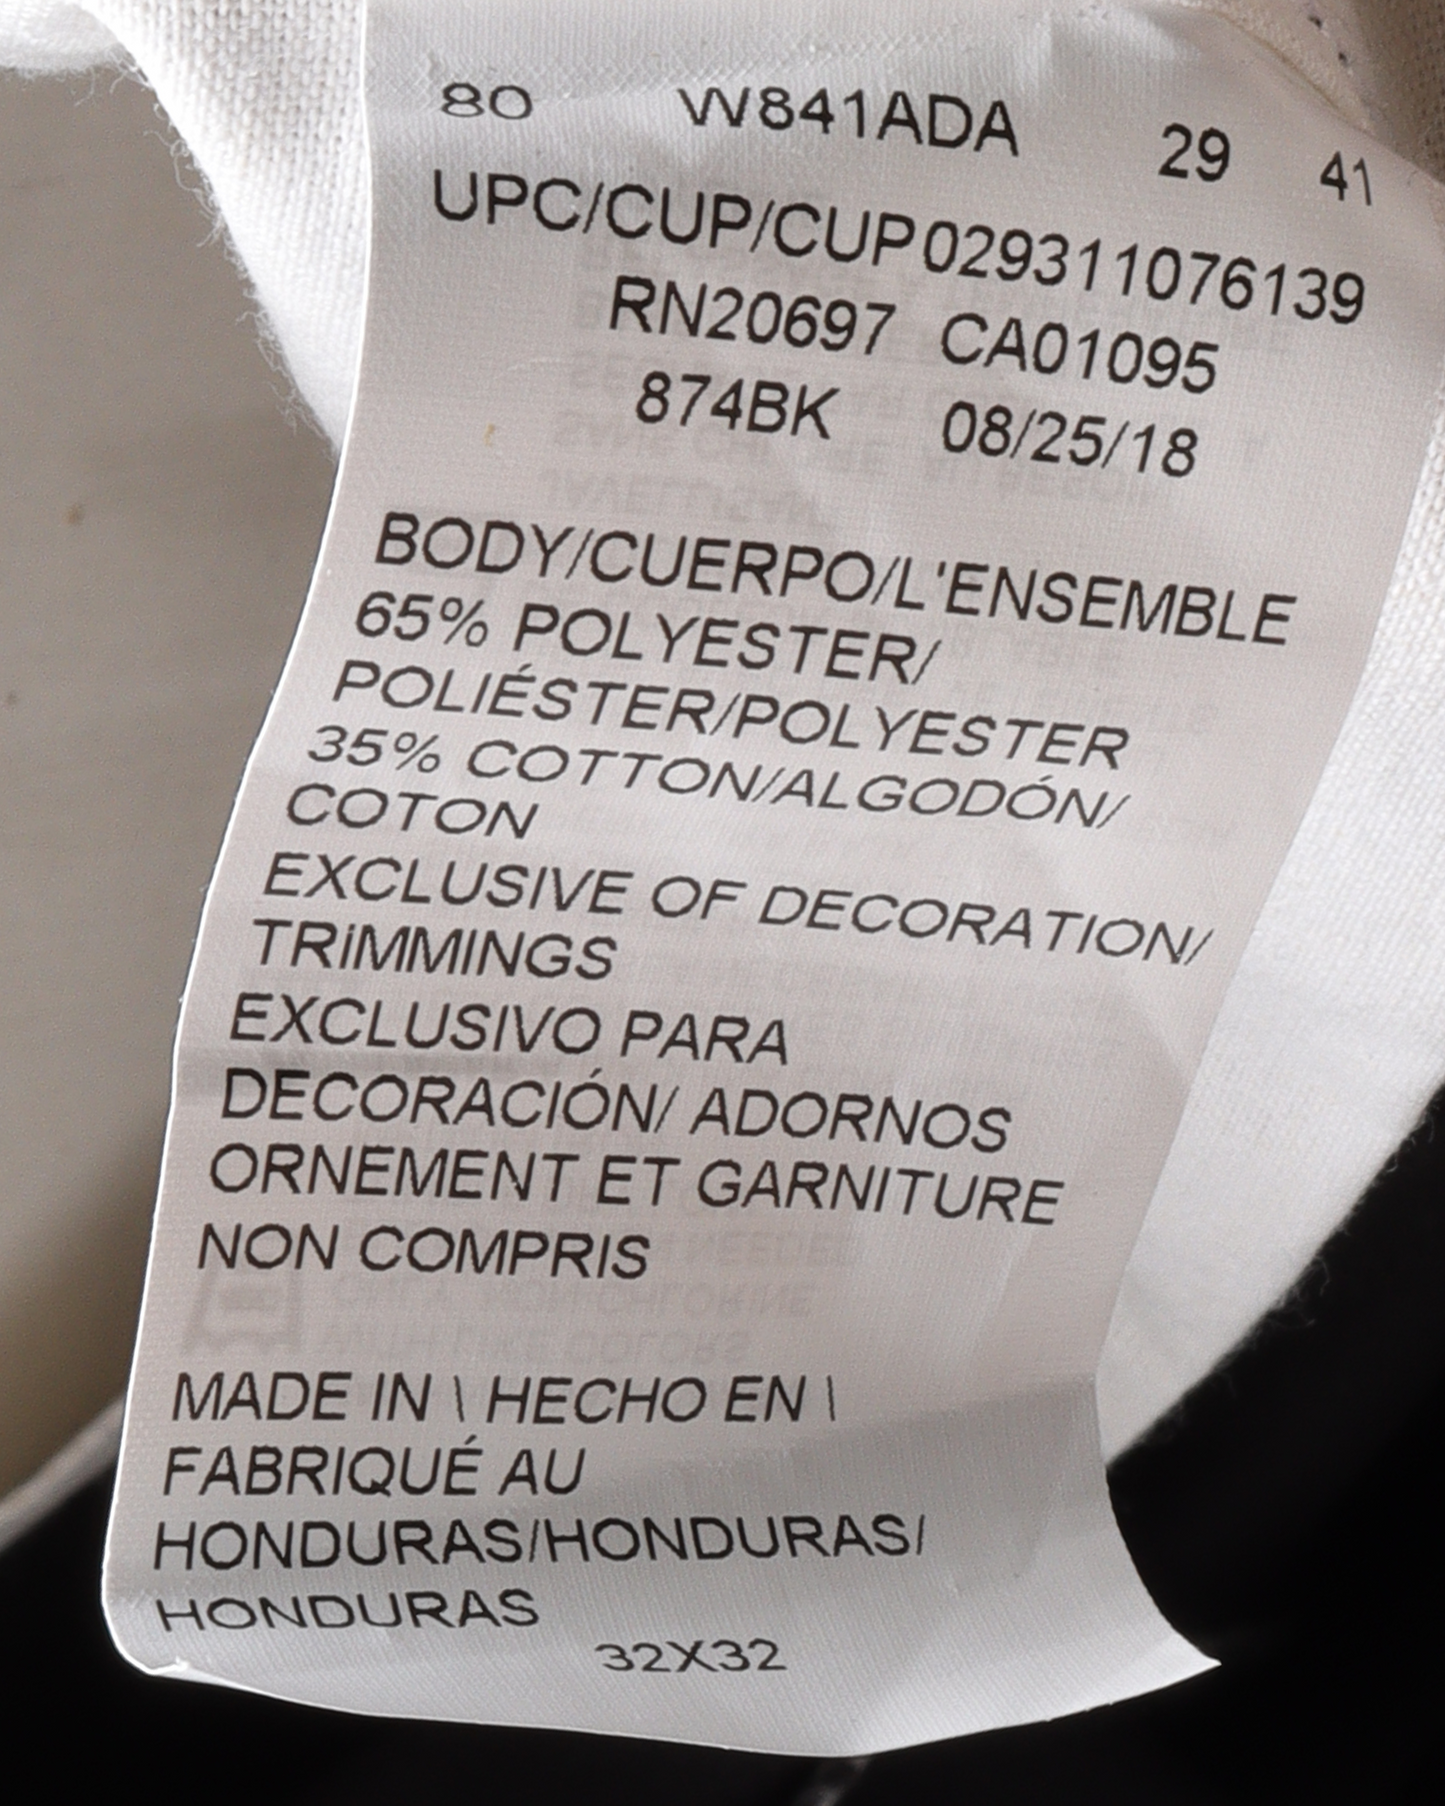 80 W841ADA 29 41
UPC/CUP/CUP029311076139
RN20697 CA01095
874BK 08/25/18
BODY/CUERPO/L'ENSEMBLE
65% POLYESTER/
POLIÉSTER/POLYESTER
35% COTTON/ALGODÓN/
COTON
EXCLUSIVE OF DECORATION/
TRiMMINGS
EXCLUSIVO PARA
DECORACIÓN/ ADORNOS
ORNEMENT ET GARNITURE
NON COMPRIS
MADE IN \ HECHO EN \
FABRIQUÉ AU
HONDURAS/HONDURAS/
HONDURAS
32X32